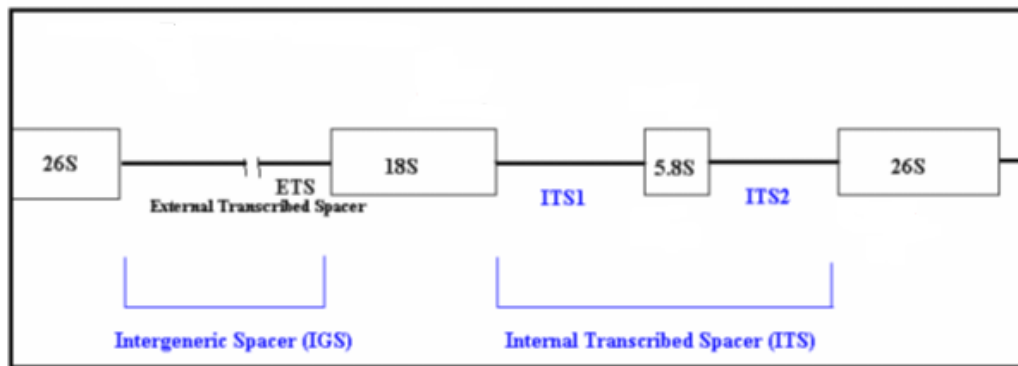 26S
ETS
External Transcribed Spacer
18S
ITS1
5.8S
ITS2
26S
Intergeneric Spacer (IGS)
Internal Transcribed Spacer (ITS)